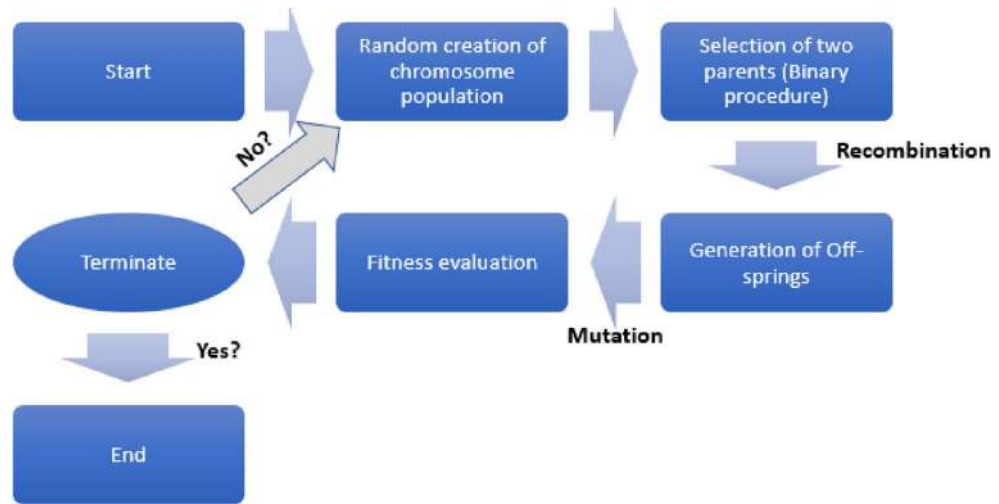 Start
Random creation of
chromosome
population
Selection of two
parents (Binary
procedure)
Recombination
No?
Terminate
Fitness evaluation
Generation of Off-
springs
Mutation
Yes?
End